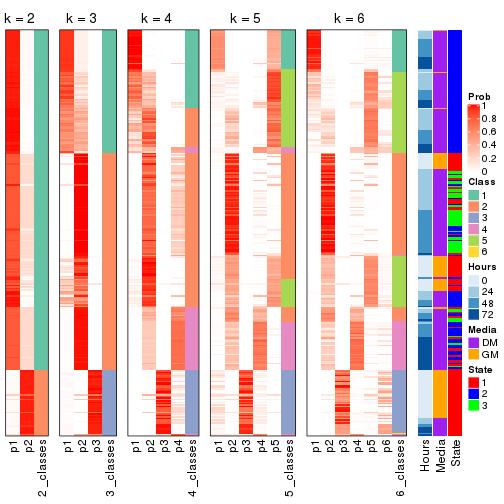 k = 2 k = 3 k = 4 k = 5 k = 6
p1 p2 2_classes p1 p2 p3 3_classes p1 p2 p3 p4 4_classes p1 p2 p3 p4 p5 5_classes p1 p2 p3 p4 p5 p6 6_classes Hours Media State
Prob
1
0.8
0.6
0.4
0.2
0
Class
1
2
3
4
5
6
Hours
0
24
48
72
Media
DM
GM
State
1
2
3